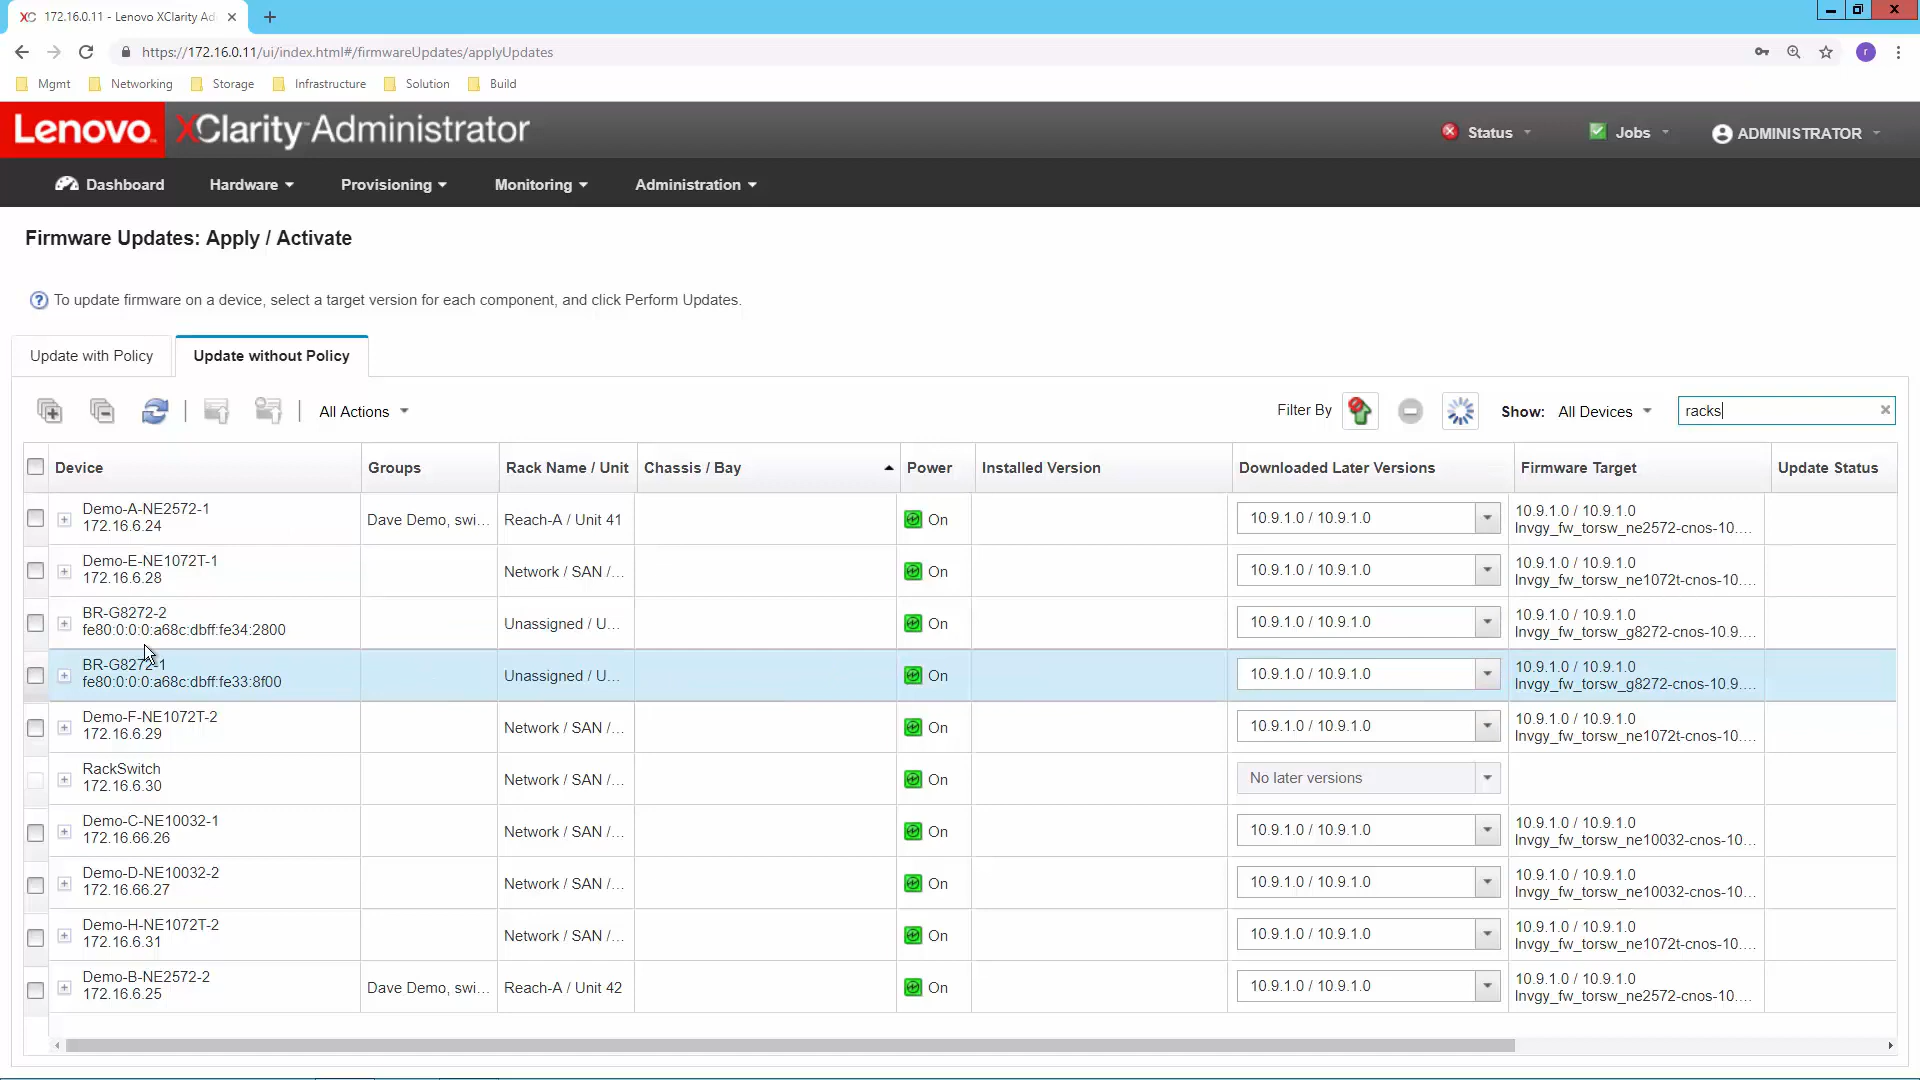 172.16.0.11 - Lenovo XClarity Ad
https://172.16.0.11/ui/index.html#/firmwareUpdates/applyUpdates
r
Mgmt Networking Storage Infrastructure Solution Build
Lenovo XClarity Administrator
Status Jobs ADMINISTRATOR
Dashboard Hardware Provisioning Monitoring Administration
Firmware Updates: Apply / Activate
? To update firmware on a device, select a target version for each component, and click Perform Updates.
Update with Policy Update without Policy
All Actions Filter By Show: All Devices racks
Device Groups Rack Name / Unit Chassis / Bay Power Installed Version Downloaded Later Versions Firmware Target Update Status
Demo-A-NE2572-1 10.9.1.0 / 10.9.1.0
172.16.6.24 Dave Demo, swi... Reach-A / Unit 41 On 10.9.1.0 / 10.9.1.0 lnvgy_fw_torsw_ne2572-cnos-10....
Demo-E-NE1072T-1 10.9.1.0 / 10.9.1.0
172.16.6.28 Network / SAN /... On 10.9.1.0 / 10.9.1.0 lnvgy_fw_torsw_ne1072t-cnos-10....
BR-G8272-2 10.9.1.0 / 10.9.1.0
fe80:0:0:0:a68c:dbff:fe34:2800 Unassigned / U... On 10.9.1.0 / 10.9.1.0 lnvgy_fw_torsw_g8272-cnos-10.9....
BR-G8272-1 10.9.1.0 / 10.9.1.0
fe80:0:0:0:a68c:dbff:fe33:8f00 Unassigned / U... On 10.9.1.0 / 10.9.1.0 lnvgy_fw_torsw_g8272-cnos-10.9....
Demo-F-NE1072T-2 10.9.1.0 / 10.9.1.0
172.16.6.29 Network / SAN /... On 10.9.1.0 / 10.9.1.0 lnvgy_fw_torsw_ne1072t-cnos-10....
RackSwitch
172.16.6.30 Network / SAN /... On No later versions
Demo-C-NE10032-1 10.9.1.0 / 10.9.1.0
172.16.66.26 Network / SAN /... On 10.9.1.0 / 10.9.1.0 lnvgy_fw_torsw_ne10032-cnos-10...
Demo-D-NE10032-2 10.9.1.0 / 10.9.1.0
172.16.66.27 Network / SAN /... On 10.9.1.0 / 10.9.1.0 lnvgy_fw_torsw_ne10032-cnos-10...
Demo-H-NE1072T-2 10.9.1.0 / 10.9.1.0
172.16.6.31 Network / SAN /... On 10.9.1.0 / 10.9.1.0 lnvgy_fw_torsw_ne1072t-cnos-10....
Demo-B-NE2572-2 10.9.1.0 / 10.9.1.0
172.16.6.25 Dave Demo, swi... Reach-A / Unit 42 On 10.9.1.0 / 10.9.1.0 lnvgy_fw_torsw_ne2572-cnos-10....